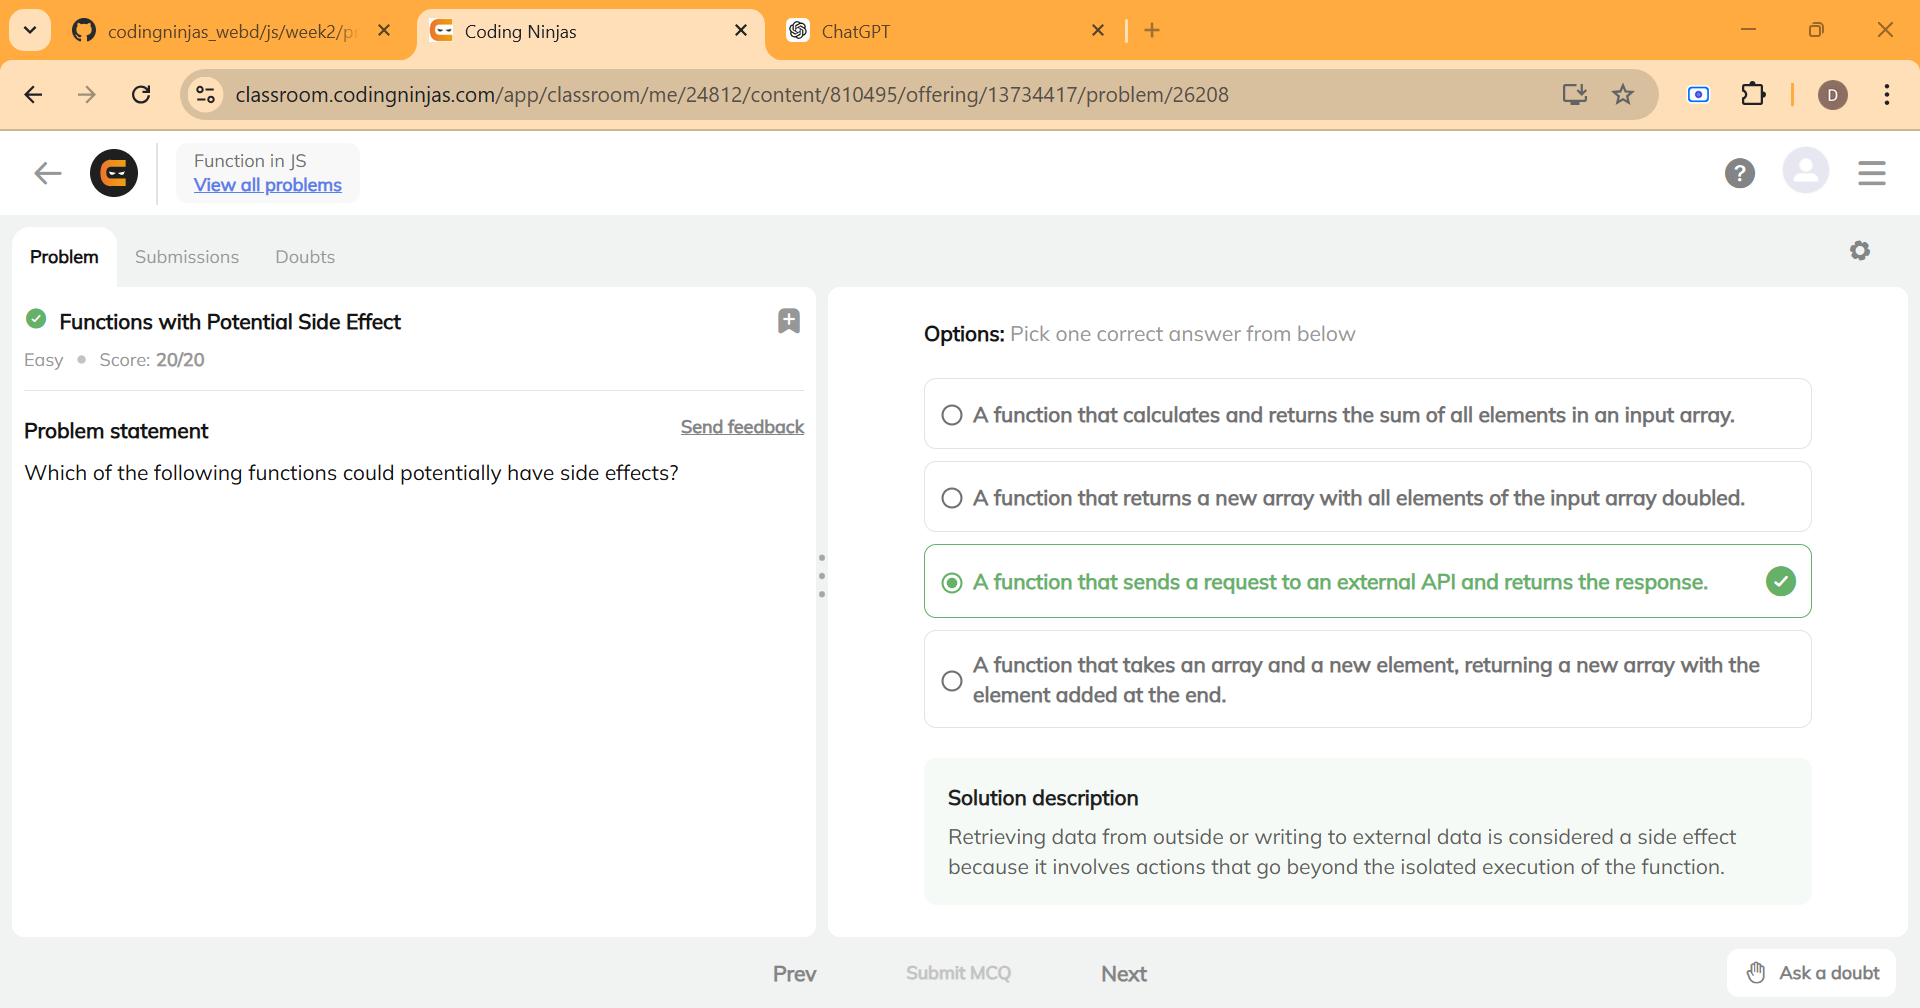 codingninjas_webd/js/week2/p
Coding Ninjas
ChatGPT
classroom.codingninjas.com/app/classroom/me/24812/content/810495/offering/13734417/problem/26208
D
Function in JS
View all problems
?
Problem
Submissions
Doubts
Functions with Potential Side Effect
Easy • Score: 20/20
Problem statement
Send feedback
Which of the following functions could potentially have side effects?
Options: Pick one correct answer from below
A function that calculates and returns the sum of all elements in an input array.
A function that returns a new array with all elements of the input array doubled.
A function that sends a request to an external API and returns the response.
A function that takes an array and a new element, returning a new array with the
element added at the end.
Solution description
Retrieving data from outside or writing to external data is considered a side effect
because it involves actions that go beyond the isolated execution of the function.
Prev
Submit MCQ
Next
Ask a doubt